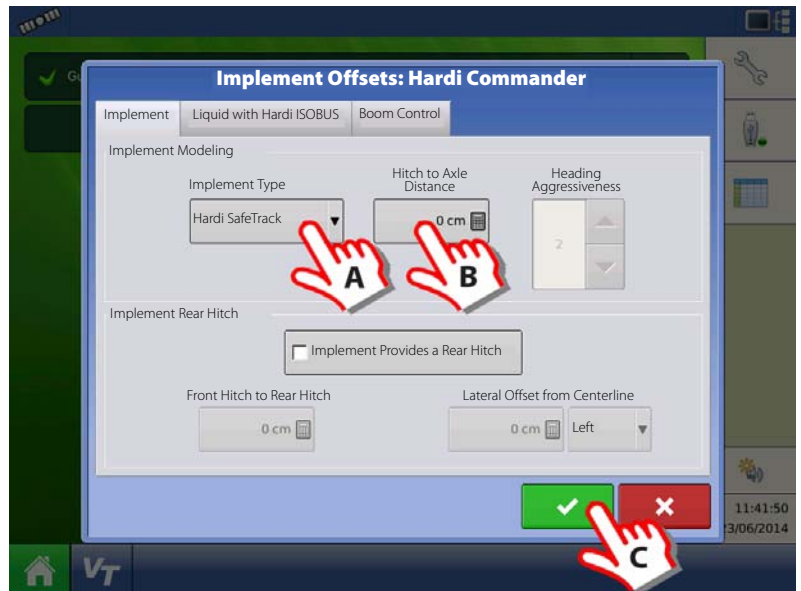 Gu
Implement Offsets: Hardi Commander
Implement
Liquid with Hardi ISOBUS
Boom Control
Implement Modeling
Implement Type
Hitch to Axle
Distance
Heading
Aggressiveness
Hardi SafeTrack
0 cm
2
A
B
Implement Rear Hitch
Implement Provides a Rear Hitch
Front Hitch to Rear Hitch
Lateral Offset from Centerline
0 cm
0 cm
Left
C
11:41:50
3/06/2014
VT